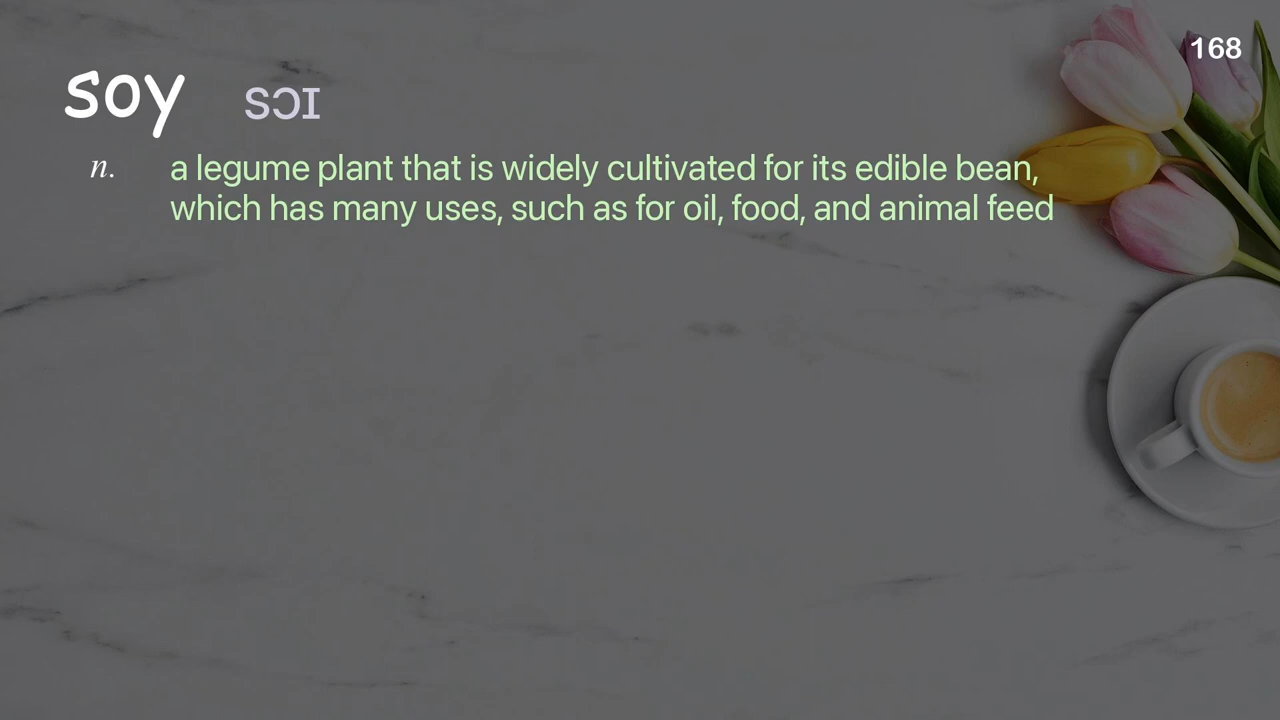 168
soy sɔɪ
n. a legume plant that is widely cultivated for its edible bean,
which has many uses, such as for oil, food, and animal feed